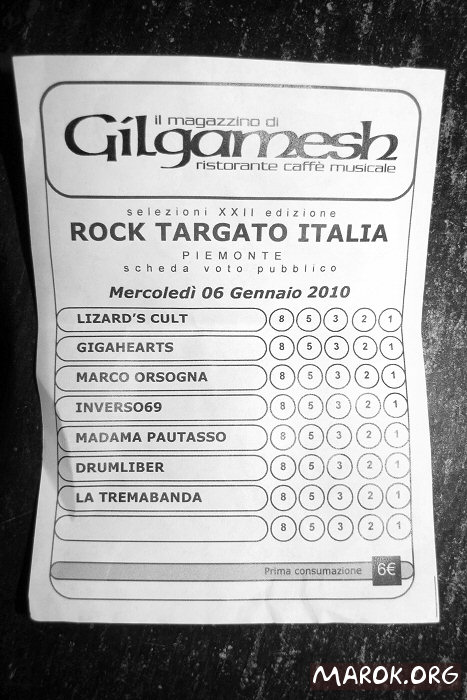 il magazzino di
Gilgamesh
ristorante caffè musicale
selezioni XXII edizione
ROCK TARGATO ITALIA
PIEMONTE
scheda voto pubblico
Mercoledì 06 Gennaio 2010
LIZARD'S CULT 8 5 3 2 1
GIGAHEARTS 8 5 3 2 1
MARCO ORSOGNA 8 5 3 2 1
INVERSO69 8 5 3 2 1
MADAMA PAUTASSO 8 5 3 2 1
DRUMLIBER 8 5 3 2 1
LA TREMABANDA 8 5 3 2 1
8 5 3 2 1
Prima consumazione 6€
MAROK.ORG